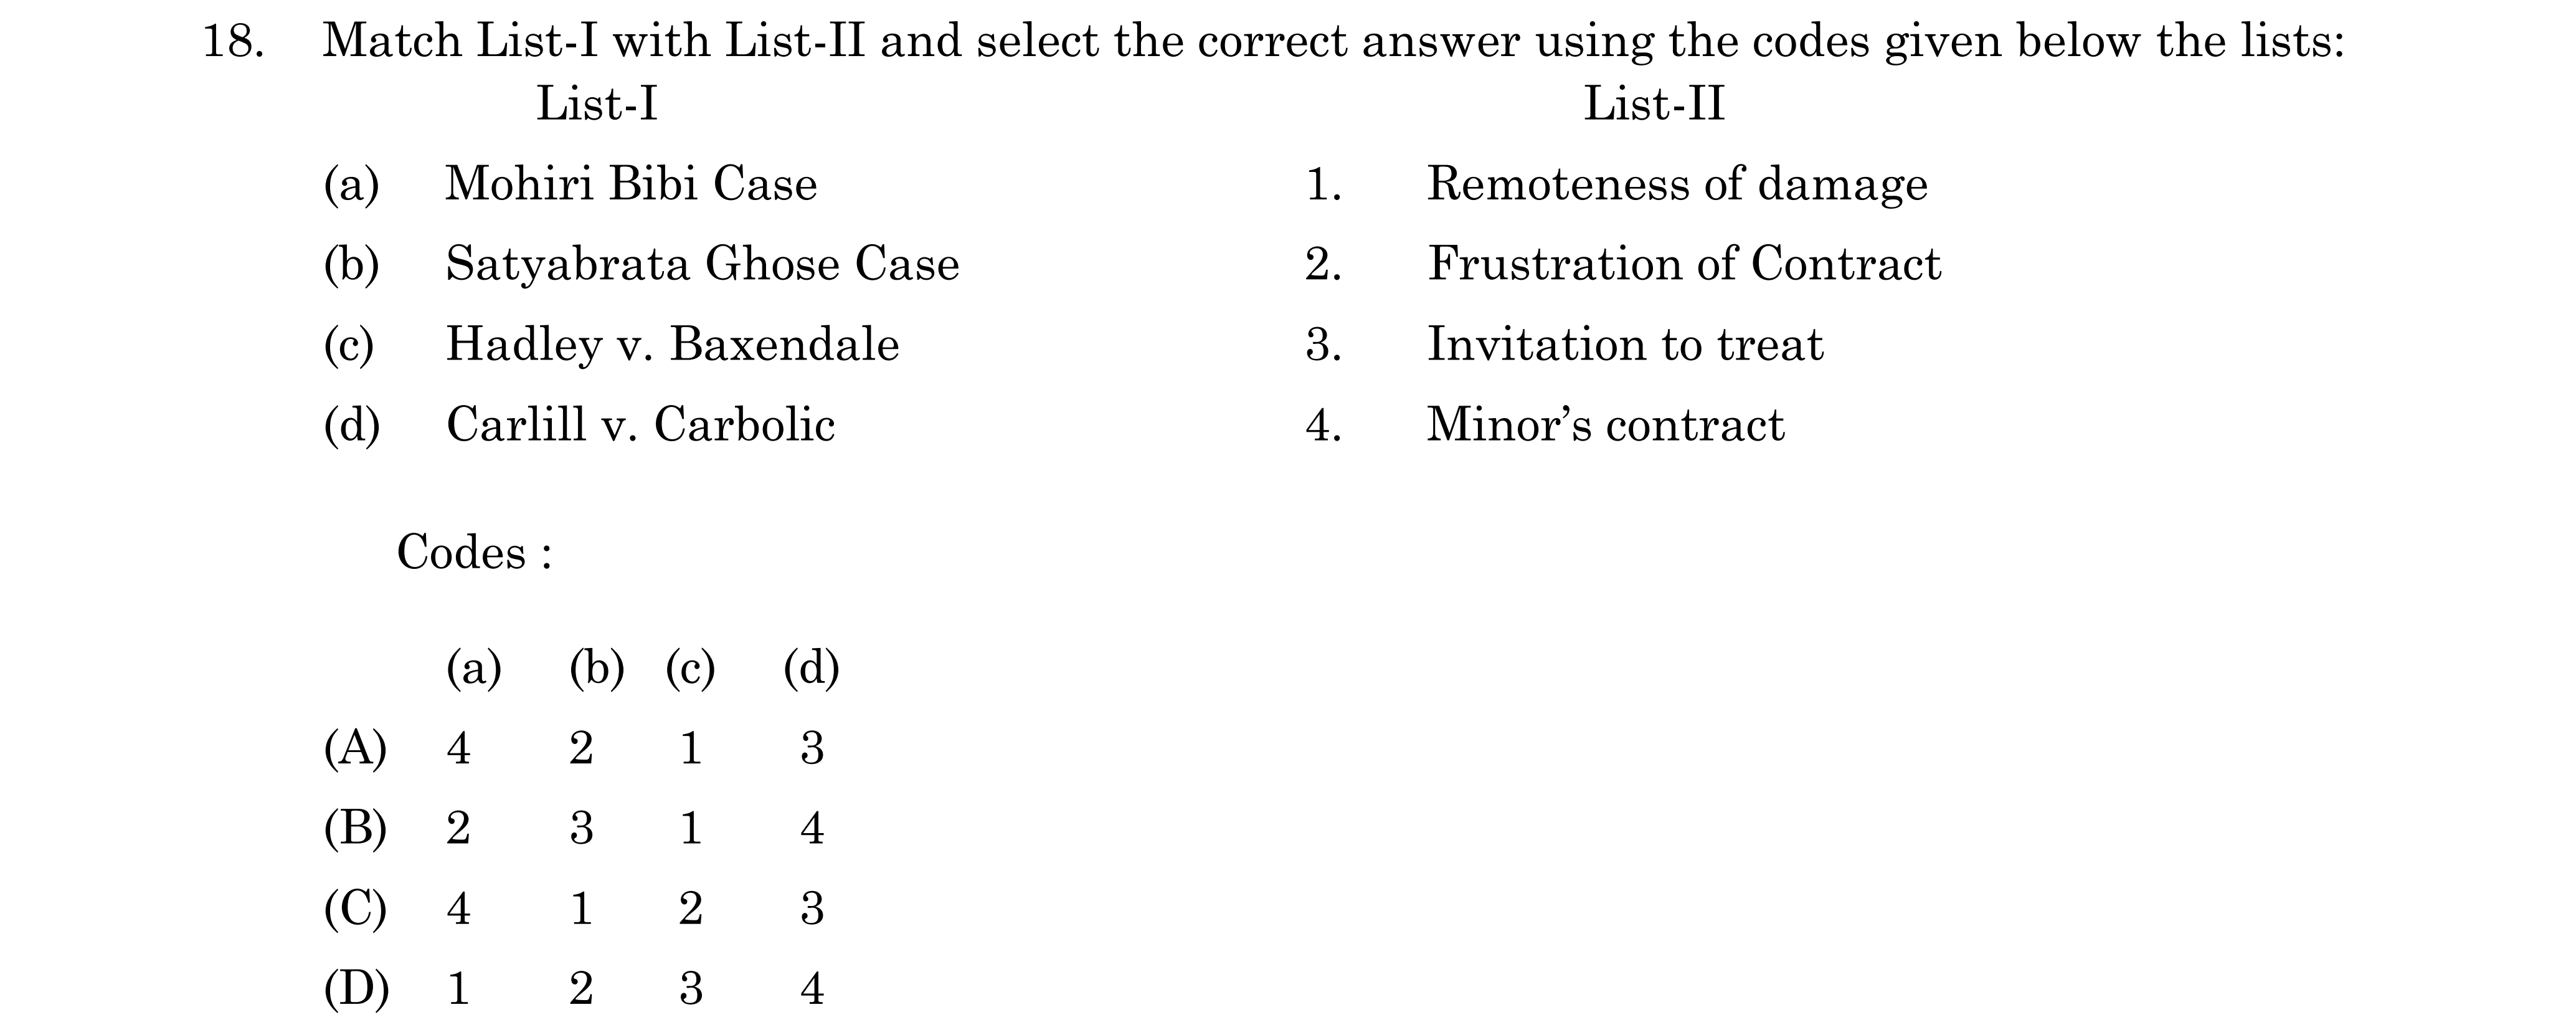 18. Match List-I with List-II and select the correct answer using the codes given below the lists:
List-I List-II
(a) Mohiri Bibi Case 1. Remoteness of damage
(b) Satyabrata Ghose Case 2. Frustration of Contract
(c) Hadley v. Baxendale 3. Invitation to treat
(d) Carlill v. Carbolic 4. Minor’s contract
Codes :
(a) (b) (c) (d)
(A) 4 2 1 3
(B) 2 3 1 4
(C) 4 1 2 3
(D) 1 2 3 4